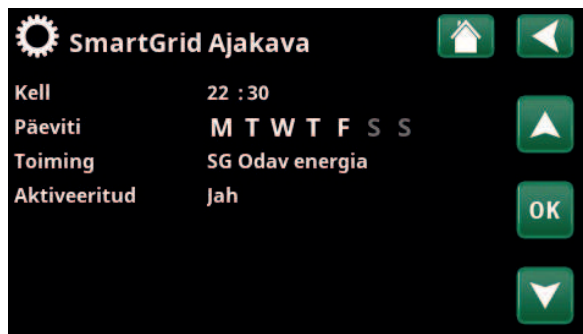 SmartGrid Ajakava
Kell 22 :30
Päeviti M T W T F S S
Toiming SG Odav energia
Aktiveeritud Jah
OK